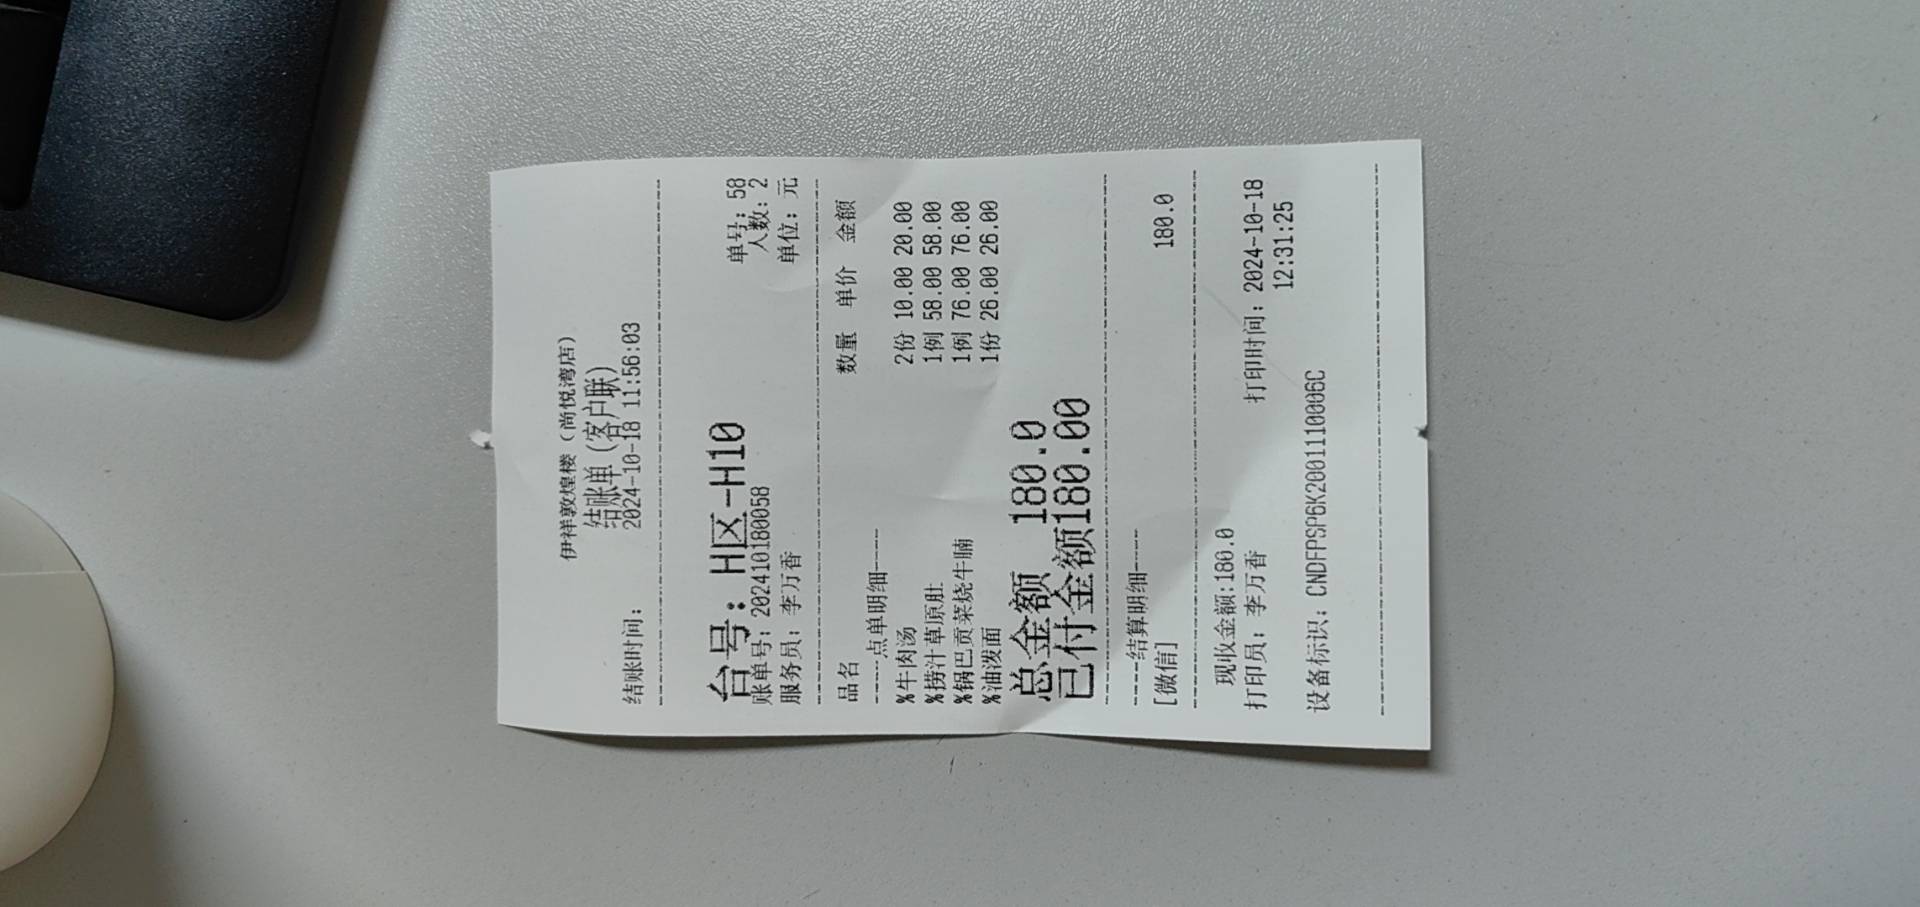 伊祥敦煌楼（尚悦湾店）
结账单（客户联）
结账时间： 2024-10-18 11:56:03
单号：58
台号：H区-H10 人数：2
账单号：202410180058
服务员：李万香 单位：元
品名 数量 单价 金额
-----点单明细-----
%牛肉汤 2份 10.00 20.00
%捞汁草原肚 1例 58.00 58.00
%锅巴贡菜烧牛腩 1例 76.00 76.00
%油泼面 1份 26.00 26.00
总金额 180.0
已付金额180.00
----结算明细----
[微信] 180.0
现收金额:180.0
打印员：李万香 打印时间：2024-10-18
12:31:25
设备标识：CNDFPSP6K2001110006C